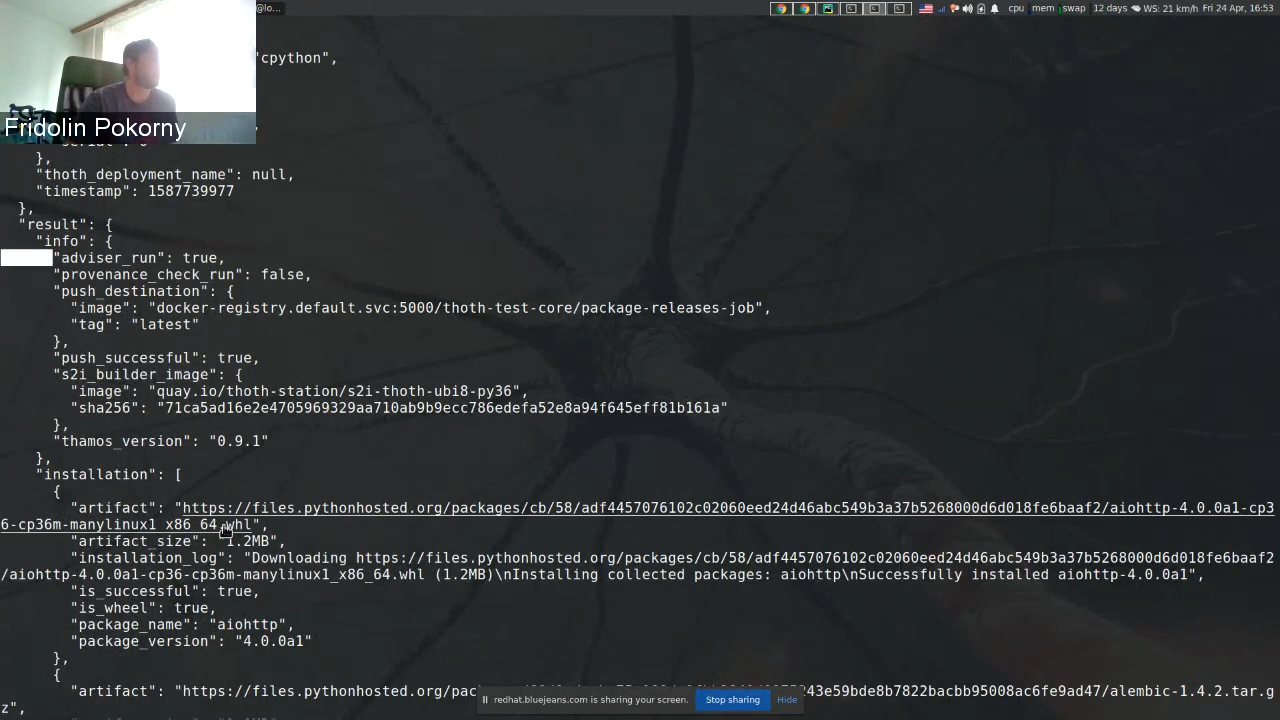 @lo...
cpu mem swap 12 days WS: 21 km/h Fri 24 Apr, 16:53
"cpython",
Fridolin Pokorny
},
"thoth_deployment_name": null,
"timestamp": 1587739977
},
"result": {
"info": {
"adviser_run": true,
"provenance_check_run": false,
"push_destination": {
"image": "docker-registry.default.svc:5000/thoth-test-core/package-releases-job",
"tag": "latest"
},
"push_successful": true,
"s2i_builder_image": {
"image": "quay.io/thoth-station/s2i-thoth-ubi8-py36",
"sha256": "71ca5ad16e2e4705969329aa710ab9b9ecc786edefa52e8a94f645eff81b161a"
},
"thamos_version": "0.9.1"
},
"installation": [
{
"artifact": "https://files.pythonhosted.org/packages/cb/58/adf4457076102c02060eed24d46abc549b3a37b5268000d6d018fe6baaf2/aiohttp-4.0.0a1-cp3
6-cp36m-manylinux1_x86_64.whl",
"artifact_size": "1.2MB",
"installation_log": "Downloading https://files.pythonhosted.org/packages/cb/58/adf4457076102c02060eed24d46abc549b3a37b5268000d6d018fe6baaf2
/aiohttp-4.0.0a1-cp36-cp36m-manylinux1_x86_64.whl (1.2MB)\nInstalling collected packages: aiohttp\nSuccessfully installed aiohttp-4.0.0a1",
"is_successful": true,
"is_wheel": true,
"package_name": "aiohttp",
"package_version": "4.0.0a1"
},
{
"artifact": "https://files.pythonhosted.org/pac 243e59bde8b7822bacbb95008ac6fe9ad47/alembic-1.4.2.tar.g
z",
redhat.bluejeans.com is sharing your screen. Stop sharing Hide